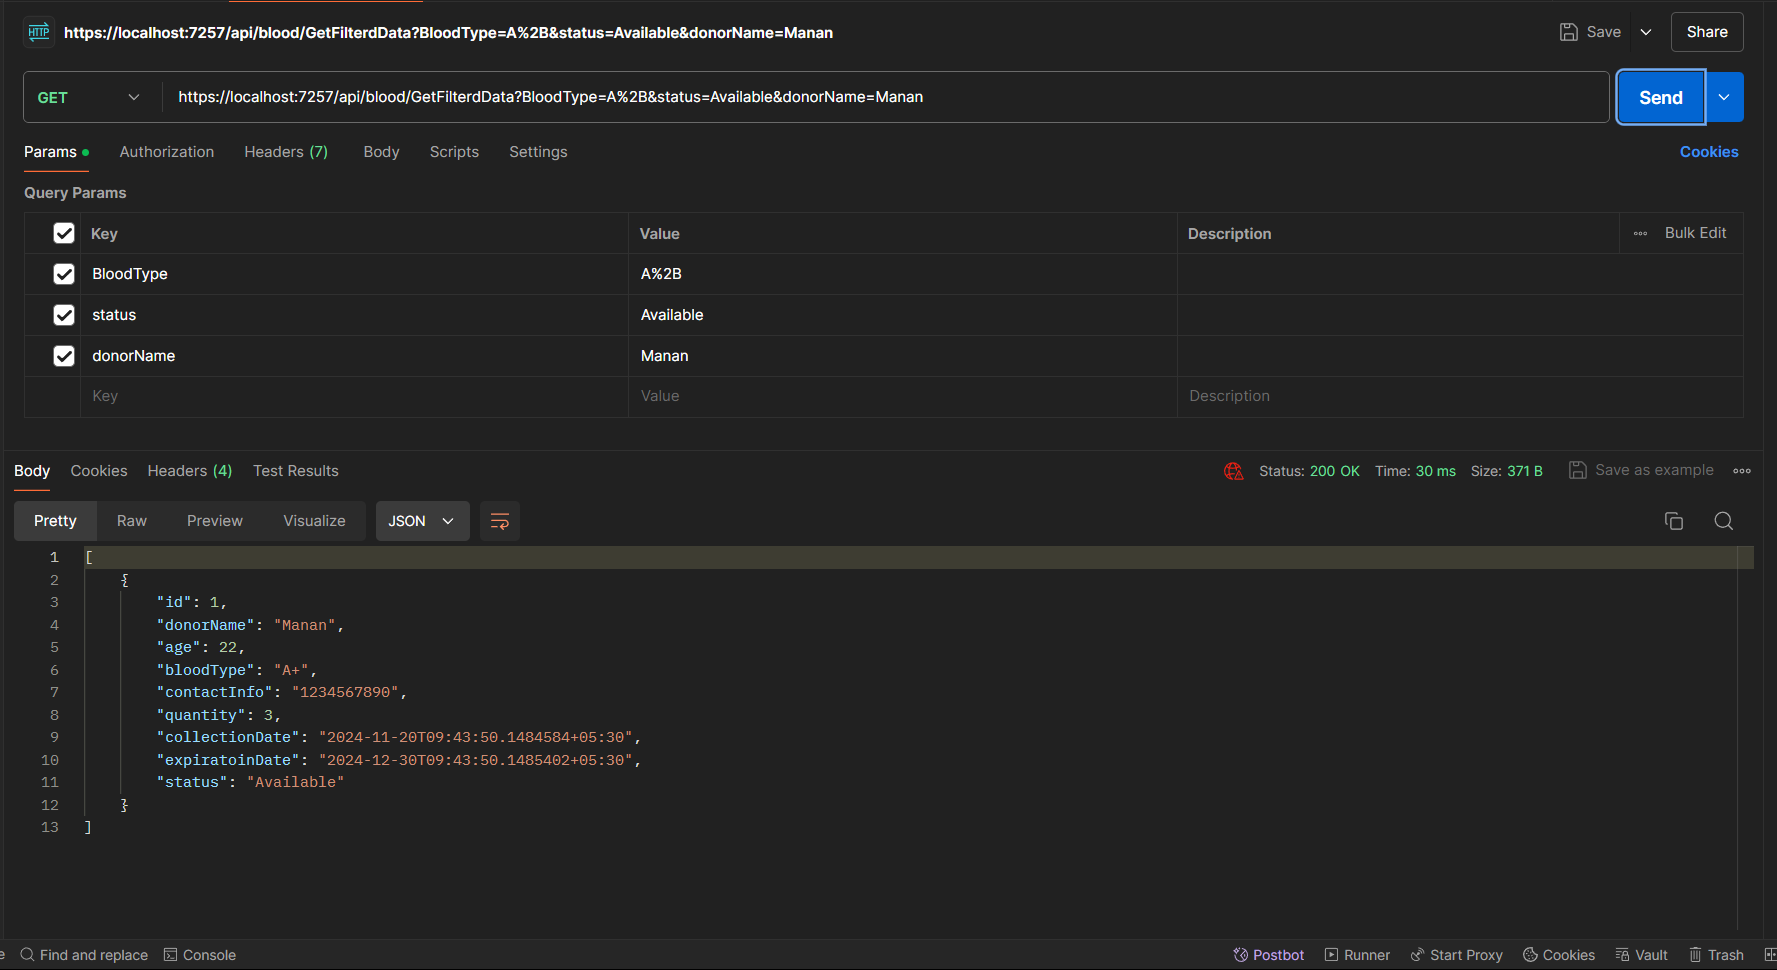 HTTP https://localhost:7257/api/blood/GetFilterdData?BloodType=A%2B&status=Available&donorName=Manan Save Share
GET https://localhost:7257/api/blood/GetFilterdData?BloodType=A%2B&status=Available&donorName=Manan Send
Params Authorization Headers (7) Body Scripts Settings Cookies
Query Params
Key Value Description Bulk Edit
BloodType A%2B
status Available
donorName Manan
Key Value Description
Body Cookies Headers (4) Test Results Status: 200 OK Time: 30 ms Size: 371 B Save as example
Pretty Raw Preview Visualize JSON
1 [
2 {
3 "id": 1,
4 "donorName": "Manan",
5 "age": 22,
6 "bloodType": "A+",
7 "contactInfo": "1234567890",
8 "quantity": 3,
9 "collectionDate": "2024-11-20T09:43:50.1484584+05:30",
10 "expiratoinDate": "2024-12-30T09:43:50.1485402+05:30",
11 "status": "Available"
12 }
13 ]
Find and replace Console Postbot Runner Start Proxy Cookies Vault Trash